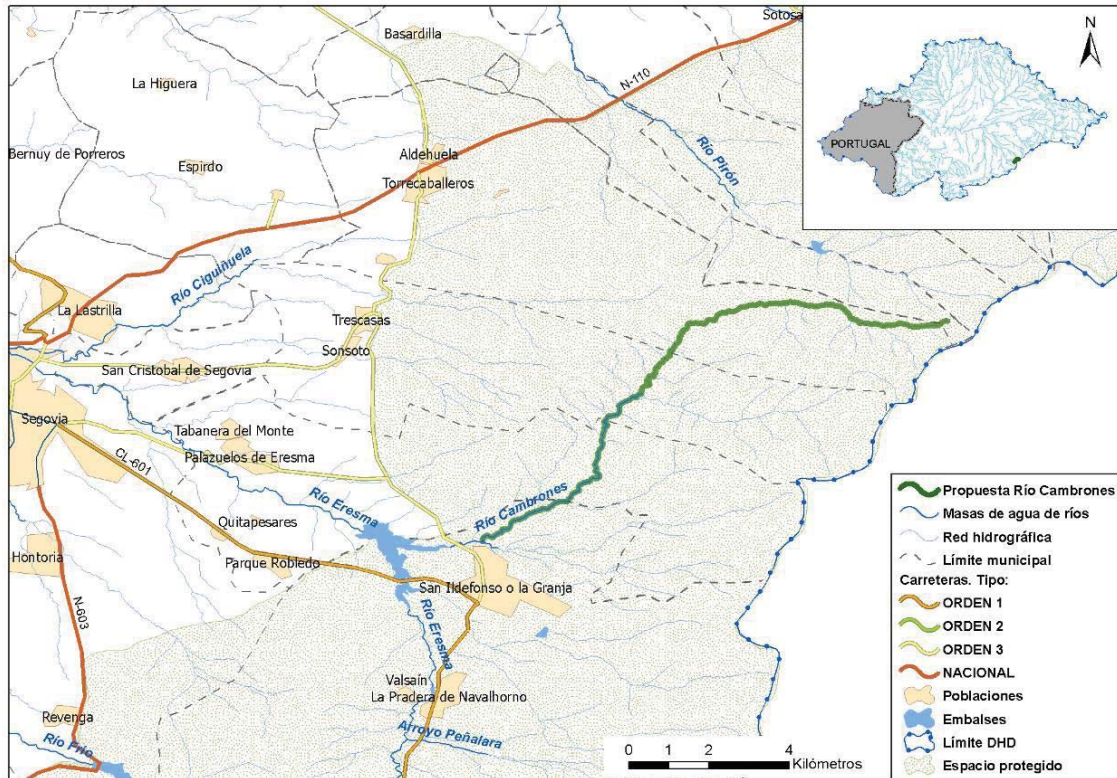 Sotosa
Basardilla
La Higuera
N-110
Bernuy de Porreros
Espirdo
Aldehuela
Torrecaballeros
Río Pirón
N
PORTUGAL
Río Ciguiñuela
La Lastrilla
Trescasas
Sonsoto
San Cristobal de Segovia
Segovia
Tabanera del Monte
CL-601
Palazuelos de Eresma
Río Eresma
Río Cambrones
Quitapesares
Hontoria
Parque Robledo
San Ildefonso o la Granja
N-603
Río Eresma
Valsaín
La Pradera de Navalhorno
Revenga
Río Frío
Arroyo Peñalara
0 1 2 4
Kilómetros
Propuesta Río Cambrones
Masas de agua de ríos
Red hidrográfica
Límite municipal
Carreteras. Tipo:
ORDEN 1
ORDEN 2
ORDEN 3
NACIONAL
Poblaciones
Embalses
Límite DHD
Espacio protegido